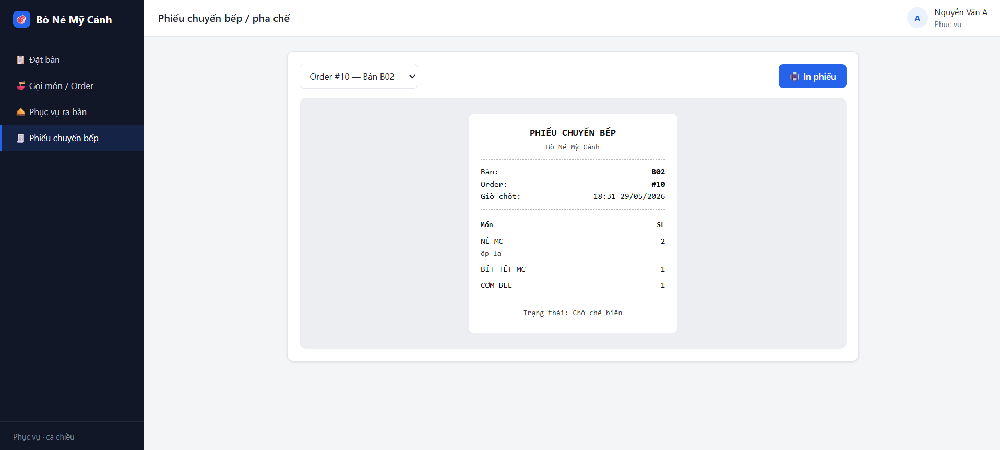 Bò Né Mỹ Cảnh
Phiếu chuyển bếp / pha chế
A
Nguyễn Văn A
Phục vụ
Đặt bàn
Gọi món / Order
Phục vụ ra bàn
Phiếu chuyển bếp
Order #10 — Bàn B02
In phiếu
PHIẾU CHUYỂN BẾP
Bò Né Mỹ Cảnh
Bàn: B02
Order: #10
Giờ chốt: 18:31 29/05/2026
Món SL
NÉ MC 2
ốp la
BÍT TẾT MC 1
CƠM BLL 1
Trạng thái: Chờ chế biến
Phục vụ · ca chiều